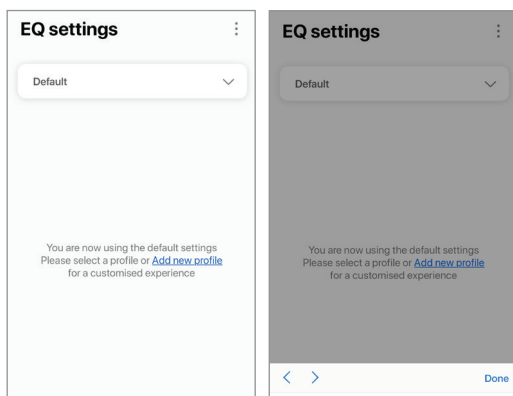 EQ settings
Default
You are now using the default settings
Please select a profile or Add new profile
for a customised experience
EQ settings
Default
You are now using the default settings
Please select a profile or Add new profile
for a customised experience
Done